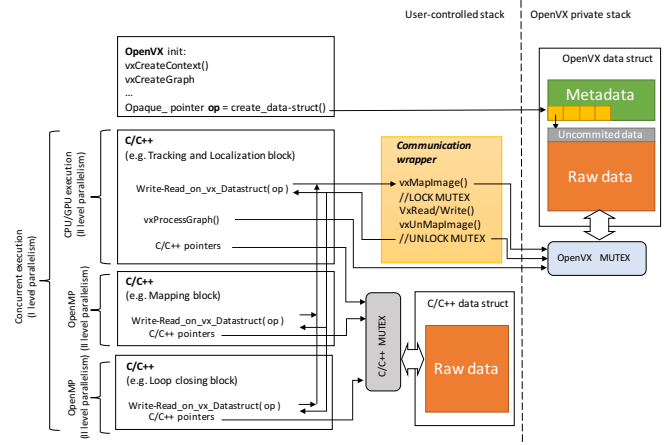 User-controlled stack
OpenVX private stack
OpenVX init:
vxCreateContext()
vxCreateGraph
...
Opaque_ pointer op = create_data-struct()
OpenVX data struct
Metadata
Uncommited data
Raw data
OpenVX MUTEX
Concurrent execution
(I level parallelism)
CPU/GPU execution
(II level parallelism)
C/C++
(e.g. Tracking and Localization block)
Write-Read_on_vx_Datastruct( op )
vxProcessGraph()
C/C++ pointers
Communication
wrapper
vxMapImage()
//LOCK MUTEX
VxRead/Write()
vxUnMapImage()
//UNLOCK MUTEX
OpenMP
(II level parallelism)
C/C++
(e.g. Mapping block)
Write-Read_on_vx_Datastruct( op )
C/C++ pointers
C/C++ MUTEX
C/C++ data struct
Raw data
OpenMP
(II level parallelism)
C/C++
(e.g. Loop closing block)
Write-Read_on_vx_Datastruct( op )
C/C++ pointers